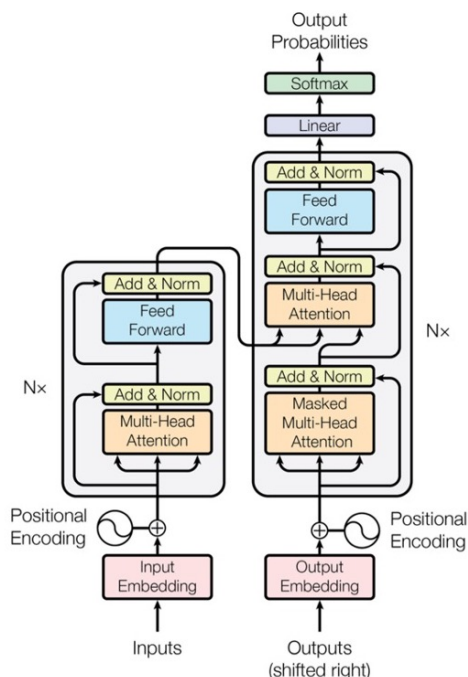 Output
Probabilities
Softmax
Linear
Add & Norm
Feed
Forward
Add & Norm
Multi-Head
Attention
Add & Norm
Masked
Multi-Head
Attention
N×
Add & Norm
Feed
Forward
Add & Norm
Multi-Head
Attention
N×
Positional
Encoding
Positional
Encoding
Input
Embedding
Output
Embedding
Inputs
Outputs
(shifted right)